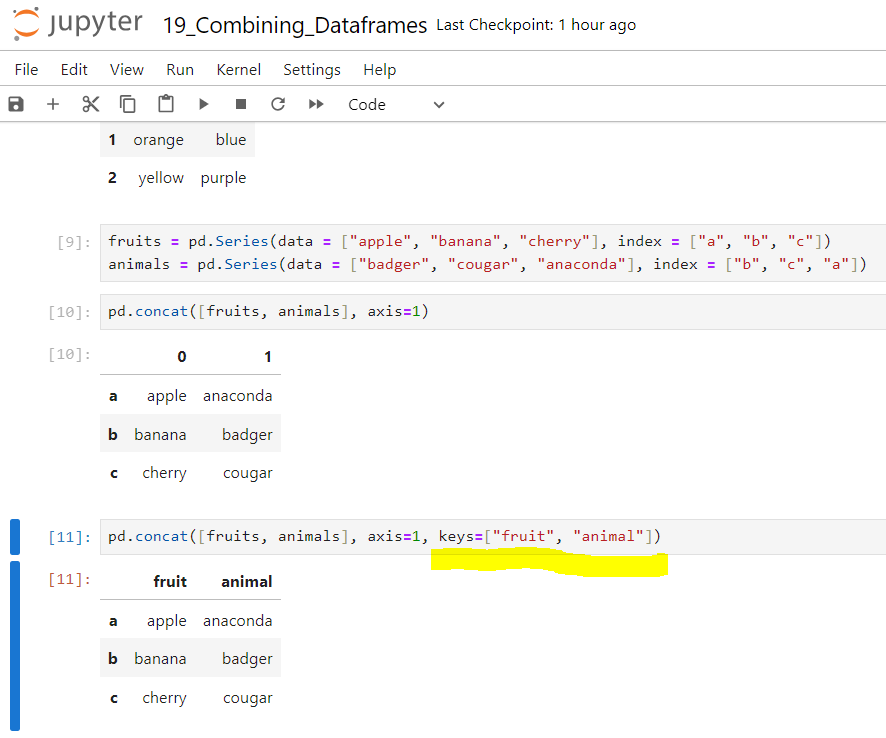 jupyter 19_Combining_Dataframes Last Checkpoint: 1 hour ago
File Edit View Run Kernel Settings Help
Code
1 orange blue
2 yellow purple
[9]: fruits = pd.Series(data = ["apple", "banana", "cherry"], index = ["a", "b", "c"])
animals = pd.Series(data = ["badger", "cougar", "anaconda"], index = ["b", "c", "a"])
[10]: pd.concat([fruits, animals], axis=1)
[10]: 0 1
a apple anaconda
b banana badger
c cherry cougar
[11]: pd.concat([fruits, animals], axis=1, keys=["fruit", "animal"])
[11]: fruit animal
a apple anaconda
b banana badger
c cherry cougar